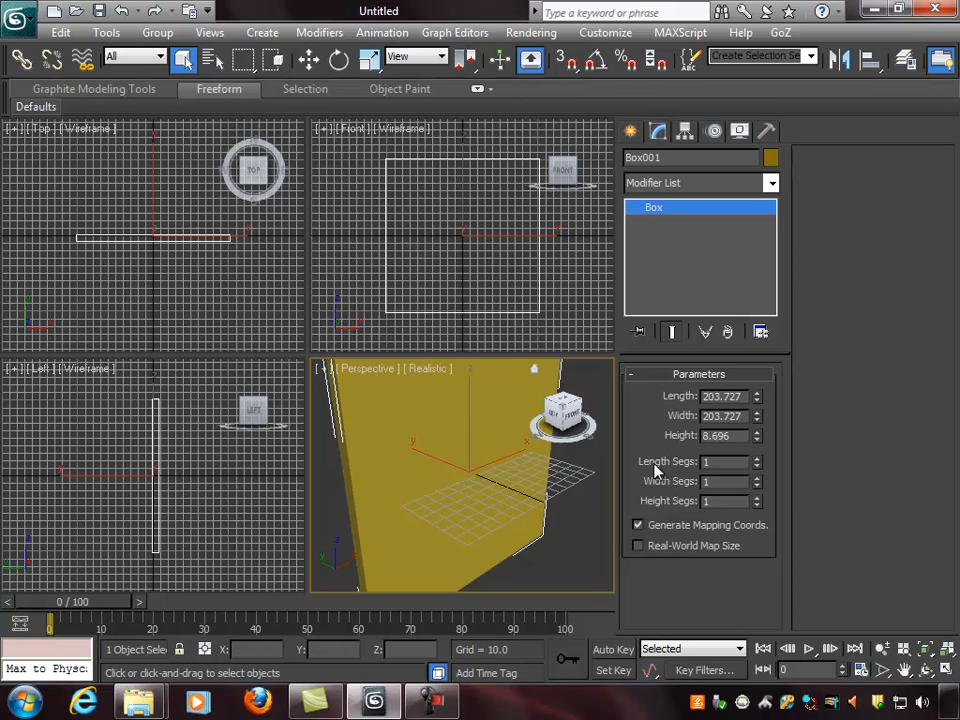 Untitled
Type a keyword or phrase
Edit Tools Group Views Create Modifiers Animation Graph Editors Rendering Customize MAXScript Help GoZ
All View Create Selection Se
Graphite Modeling Tools Freeform Selection Object Paint
Defaults
[ + ] [ Top ] [ Wireframe ]
TOP
[ + ] [ Front ] [ Wireframe ]
FRONT
[ + ] [ Left ] [ Wireframe ]
LEFT
[ + ] [ Perspective ] [ Realistic ]
LEFT FRONT
Box001
Modifier List
Box
- Parameters
Length: 203.727
Width: 203.727
Height: 8.696
Length Segs: 1
Width Segs: 1
Height Segs: 1
Generate Mapping Coords.
Real-World Map Size
< 0 / 100 >
0 10 20 30 40 50 60 70 80 90 100
1 Object Sele X: Y: Z: Grid = 10.0 Auto Key Selected
Max to Physc Click or click-and-drag to select objects Add Time Tag Set Key Key Filters... 0